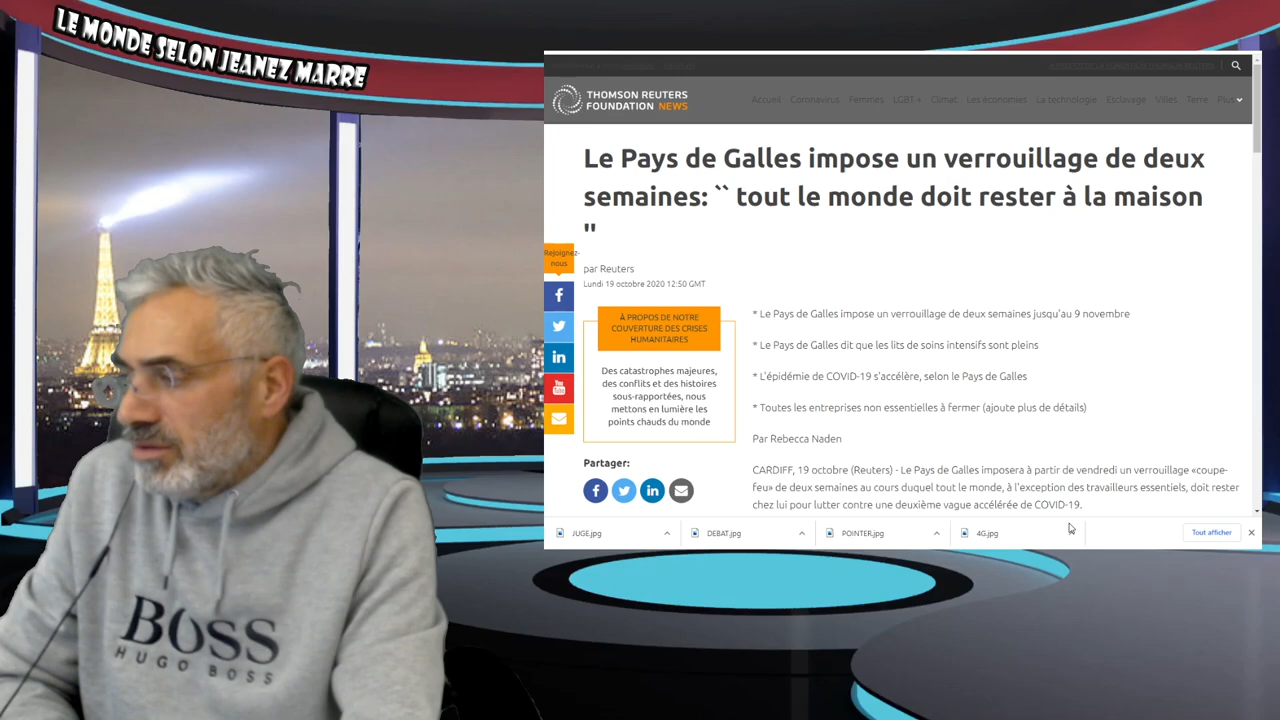 LE MONDE SELON JEANEZ MARRE
THOMSON REUTERS
FOUNDATION NEWS
Accueil Coronavirus Femmes LGBT + Climat Les économies La technologie Esclavage Villes Terre Plus
Le Pays de Galles impose un verrouillage de deux
semaines: `` tout le monde doit rester à la maison
"
Rejoignez-
nous
par Reuters
Lundi 19 octobre 2020 12:50 GMT
À PROPOS DE NOTRE
COUVERTURE DES CRISES
HUMANITAIRES
Des catastrophes majeures,
des conflits et des histoires
sous-rapportées, nous
mettons en lumière les
points chauds du monde
Partager:
* Le Pays de Galles impose un verrouillage de deux semaines jusqu'au 9 novembre
* Le Pays de Galles dit que les lits de soins intensifs sont pleins
* L'épidémie de COVID-19 s'accélère, selon le Pays de Galles
* Toutes les entreprises non essentielles à fermer (ajoute plus de détails)
Par Rebecca Naden
CARDIFF, 19 octobre (Reuters) - Le Pays de Galles imposera à partir de vendredi un verrouillage «coupe-
feu» de deux semaines au cours duquel tout le monde, à l'exception des travailleurs essentiels, doit rester
chez lui pour lutter contre une deuxième vague accélérée de COVID-19.
JUGE.jpg DEBAT.jpg POINTER.jpg 4G.jpg Tout afficher
BOSS
HUGO BOSS